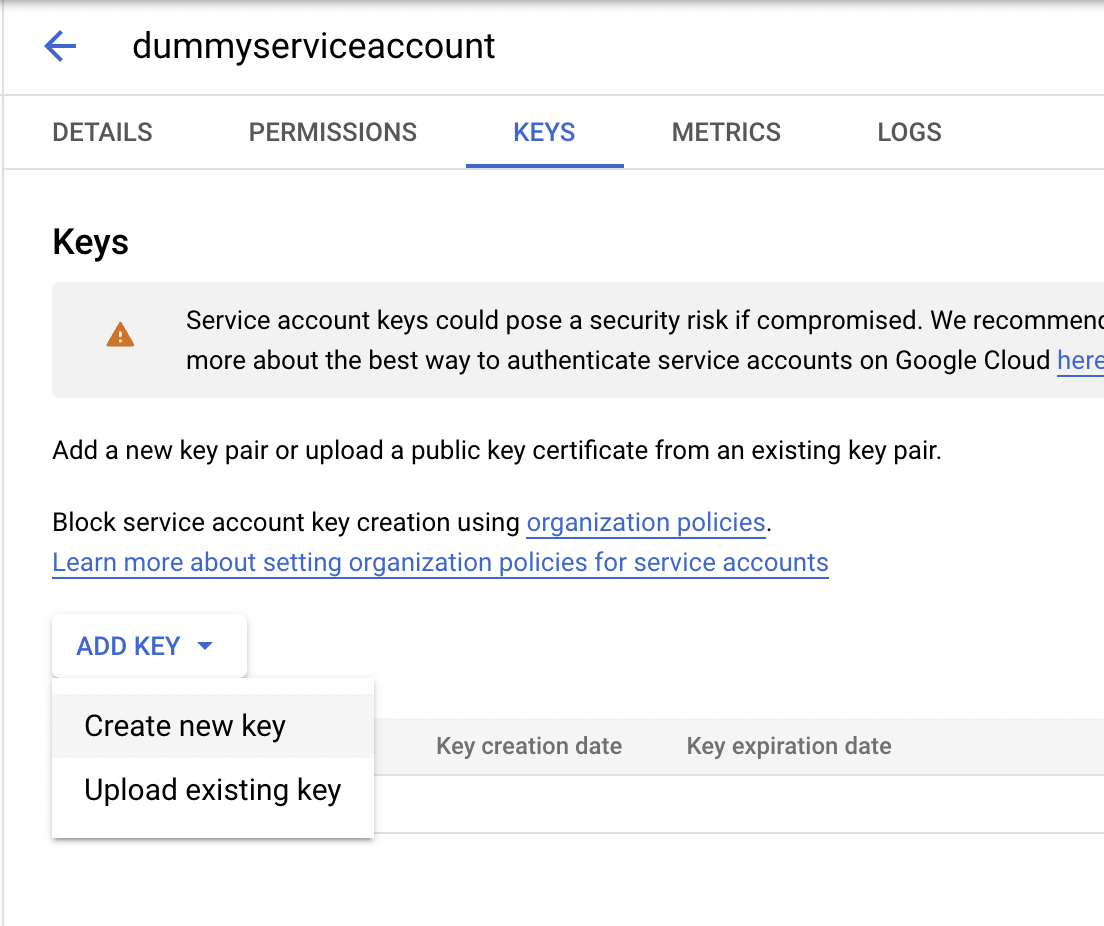 dummyserviceaccount
DETAILS PERMISSIONS KEYS METRICS LOGS
Keys
Service account keys could pose a security risk if compromised. We recommend
more about the best way to authenticate service accounts on Google Cloud here
Add a new key pair or upload a public key certificate from an existing key pair.
Block service account key creation using organization policies.
Learn more about setting organization policies for service accounts
ADD KEY
Create new key
Key creation date Key expiration date
Upload existing key